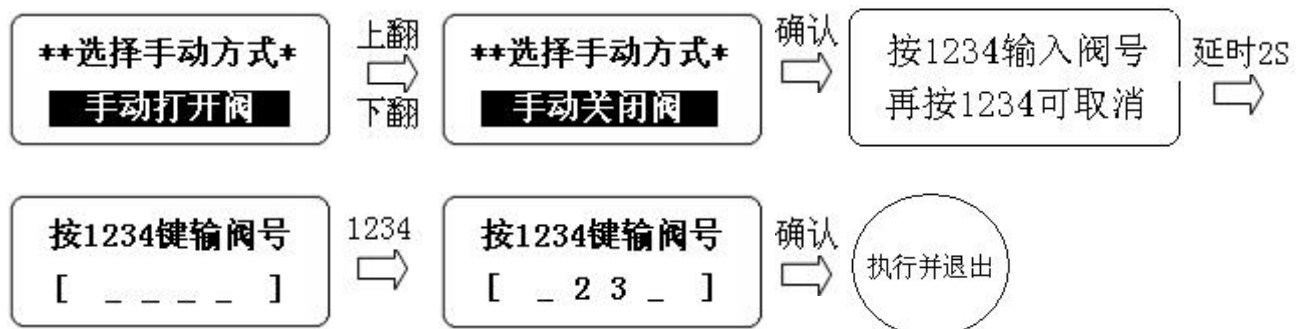 **选择手动方式*
手动打开阀
上翻
下翻
**选择手动方式*
手动关闭阀
确认
按1234输入阀号
再按1234可取消
延时2S
按1234键输阀号
[ _ _ _ _ ]
1234
按1234键输阀号
[ _ 2 3 _ ]
确认
执行并退出